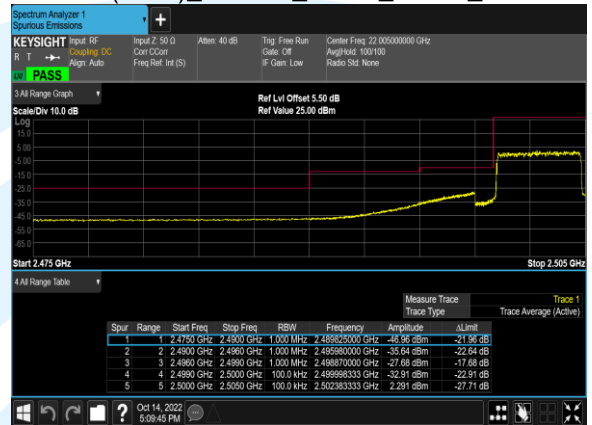 Spectrum Analyzer 1
Spurious Emissions
KEYSIGHT Input: RF Input Z: 50 Ω Atten: 40 dB Trig: Free Run Center Freq: 22.005000000 GHz
R T Coupling: DC Corr CCorr Gate: Off Avg|Hold: 100/100
Align: Auto Freq Ref: Int (S) IF Gain: Low Radio Std: None
PASS
3 All Range Graph
Ref Lvl Offset 5.50 dB
Scale/Div 10.0 dB Ref Value 25.00 dBm
Log
15.0
5.00
-5.00
-15.0
-25.0
-35.0
-45.0
-55.0
-65.0
Start 2.475 GHz Stop 2.505 GHz
4 All Range Table
Measure Trace Trace 1
Trace Type Trace Average (Active)
Spur Range Start Freq Stop Freq RBW Frequency Amplitude ΔLimit
1 1 2.4750 GHz 2.4900 GHz 1.000 MHz 2.489825000 GHz -46.96 dBm -21.96 dB
2 2 2.4900 GHz 2.4960 GHz 1.000 MHz 2.495980000 GHz -35.64 dBm -22.64 dB
3 3 2.4960 GHz 2.4990 GHz 1.000 MHz 2.498870000 GHz -27.68 dBm -17.68 dB
4 4 2.4990 GHz 2.5000 GHz 100.0 kHz 2.499998333 GHz -32.91 dBm -22.91 dB
5 5 2.5000 GHz 2.5050 GHz 100.0 kHz 2.502383333 GHz 2.291 dBm -27.71 dB
?
Oct 14, 2022
5:09:45 PM